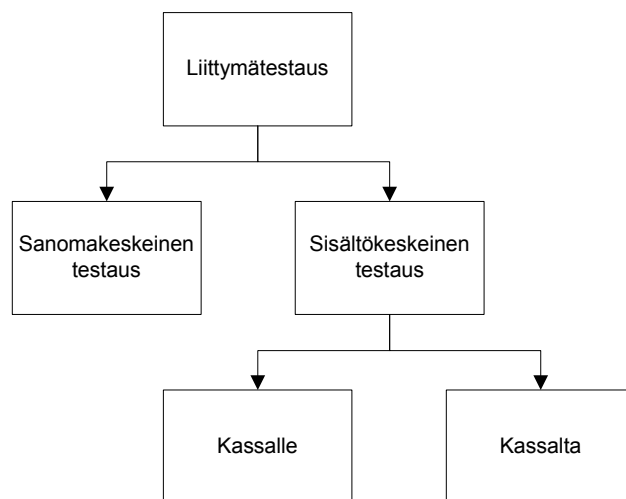 Liittymätestaus
Sanomakeskeinen
testaus
Sisältökeskeinen
testaus
Kassalle
Kassalta